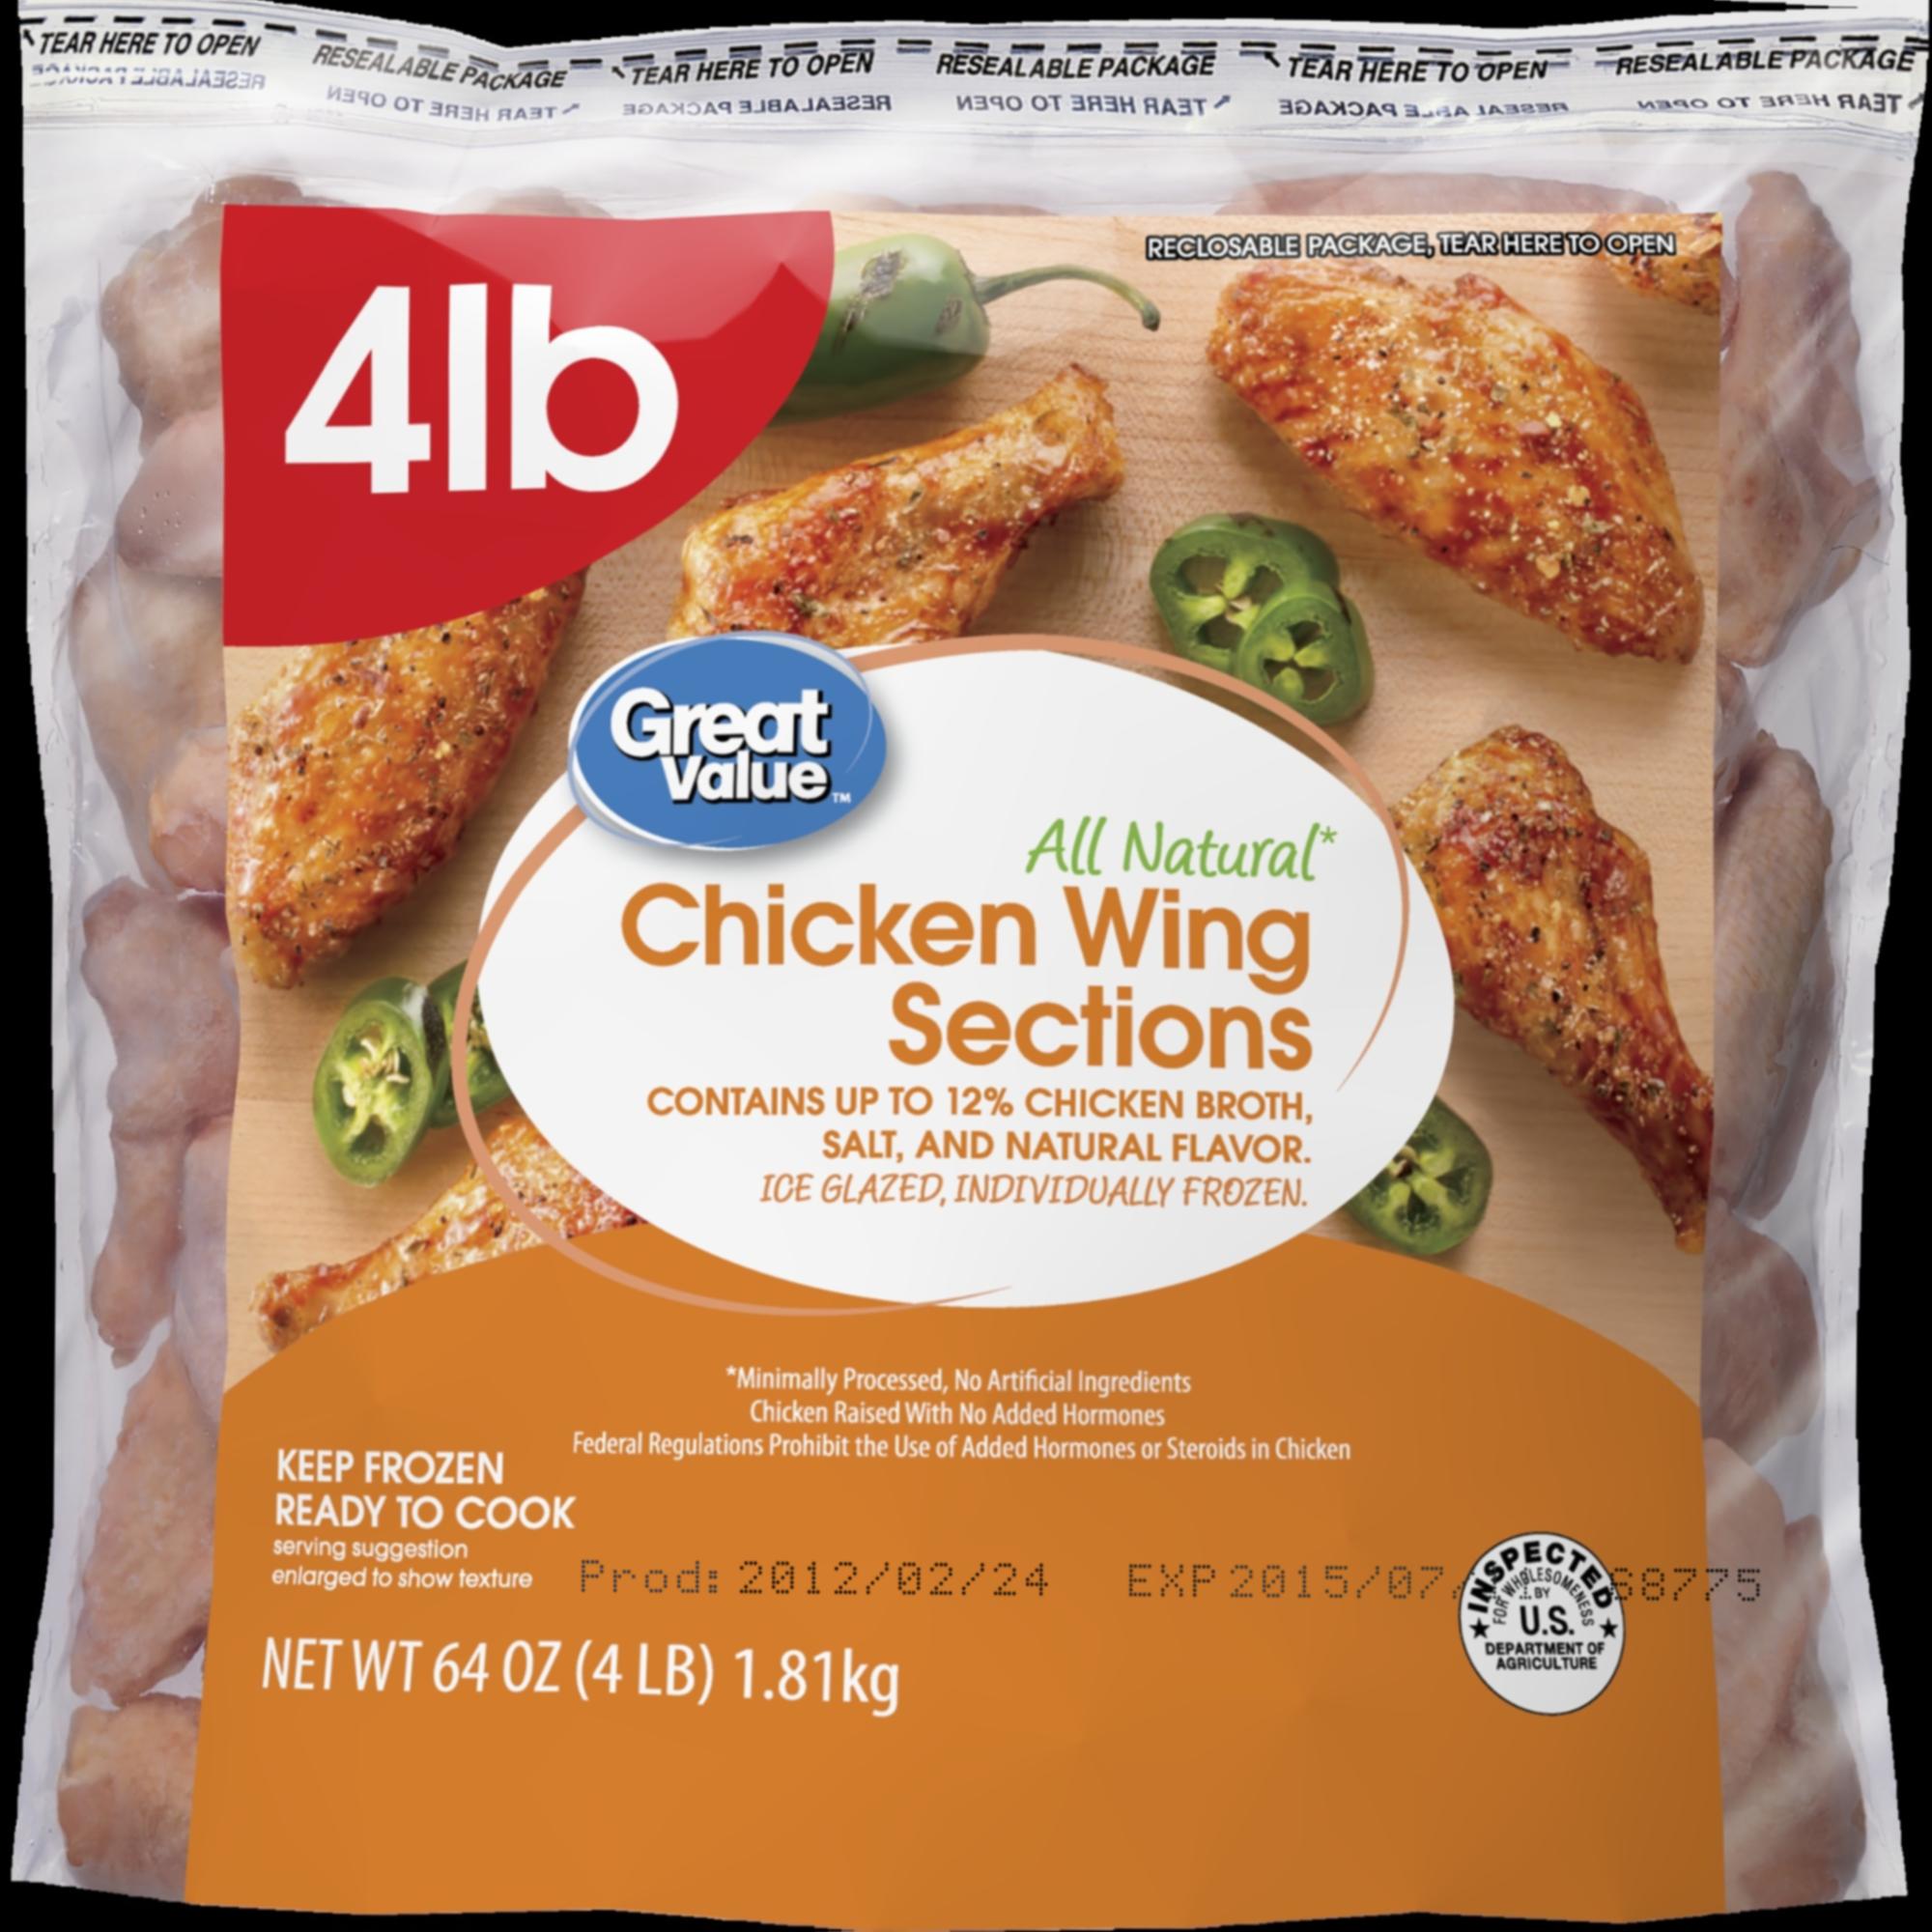 TEAR HERE TO OPEN RESEALABLE PACKAGE TEAR HERE TO OPEN RESEALABLE PACKAGE TEAR HERE TO OPEN RESEALABLE PACKAGE
RESEALABLE PACKAGE TEAR HERE TO OPEN RESEALABLE PACKAGE TEAR HERE TO OPEN RESEALABLE PACKAGE TEAR HERE TO OPEN
RECLOSABLE PACKAGE, TEAR HERE TO OPEN
4lb
Great
Value™
All Natural*
Chicken Wing
Sections
CONTAINS UP TO 12% CHICKEN BROTH,
SALT, AND NATURAL FLAVOR.
ICE GLAZED, INDIVIDUALLY FROZEN.
*Minimally Processed, No Artificial Ingredients
Chicken Raised With No Added Hormones
Federal Regulations Prohibit the Use of Added Hormones or Steroids in Chicken
KEEP FROZEN
READY TO COOK
serving suggestion
enlarged to show texture
Prod: 2012/02/24 EXP 2015/07 68775
INSPECTED
FOR WHOLESOMENESS
BY
U.S.
DEPARTMENT OF
AGRICULTURE
NET WT 64 OZ (4 LB) 1.81kg